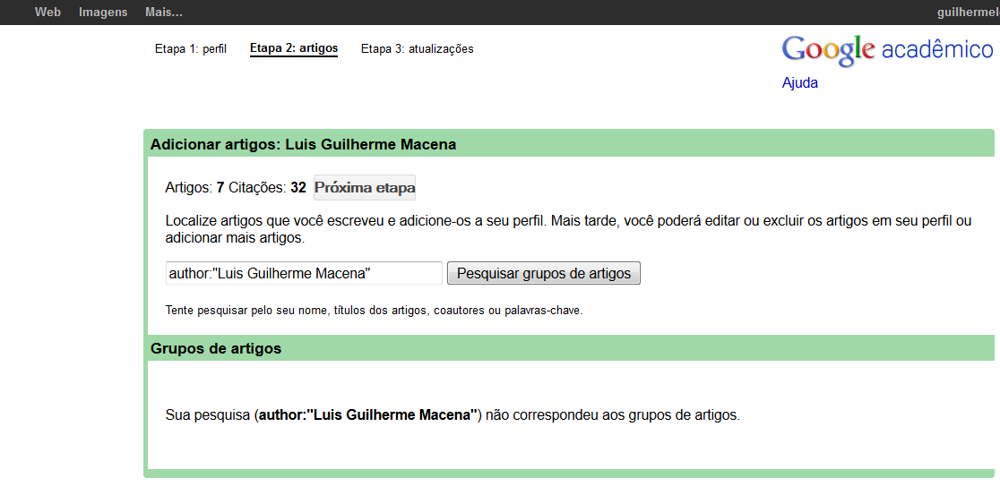 Web Imagens Mais... guilhermel
Etapa 1: perfil Etapa 2: artigos Etapa 3: atualizações
Google acadêmico
Ajuda
Adicionar artigos: Luis Guilherme Macena
Artigos: 7 Citações: 32 Próxima etapa
Localize artigos que você escreveu e adicione-os a seu perfil. Mais tarde, você poderá editar ou excluir os artigos em seu perfil ou
adicionar mais artigos.
author:"Luis Guilherme Macena" Pesquisar grupos de artigos
Tente pesquisar pelo seu nome, títulos dos artigos, coautores ou palavras-chave.
Grupos de artigos
Sua pesquisa (author:"Luis Guilherme Macena") não correspondeu aos grupos de artigos.